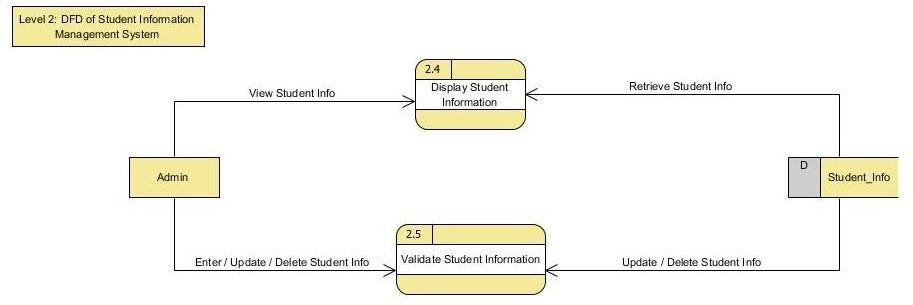 Level 2: DFD of Student Information
Management System
2.4
Display Student
Information
View Student Info
Retrieve Student Info
Admin
D
Student_Info
2.5
Validate Student Information
Enter / Update / Delete Student Info
Update / Delete Student Info